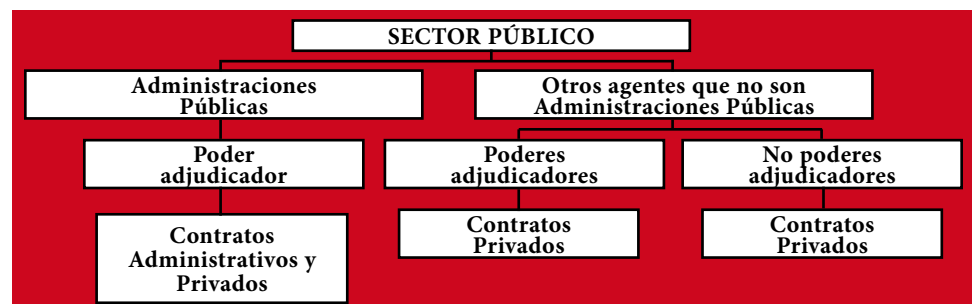 SECTOR PÚBLICO
Administraciones
Públicas
Otros agentes que no son
Administraciones Públicas
Poder
adjudicador
Poderes
adjudicadores
No poderes
adjudicadores
Contratos
Administrativos y
Privados
Contratos
Privados
Contratos
Privados